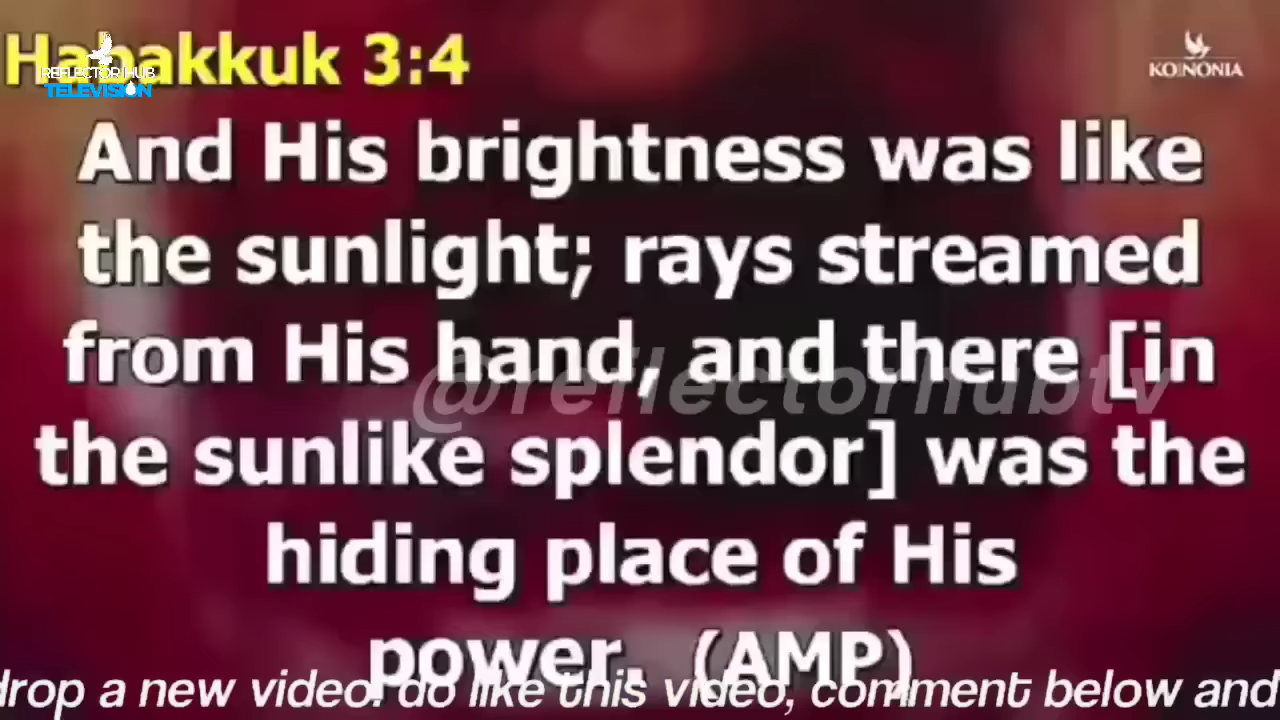 Habakkuk 3:4
REFLECTOR HUB
TELEVISION
KOINONIA
And His brightness was like
the sunlight; rays streamed
from His hand, and there [in
the sunlike splendor] was the
hiding place of His
power. (AMP)
@reflectorhubtv
drop a new video. do like this video, comment below and